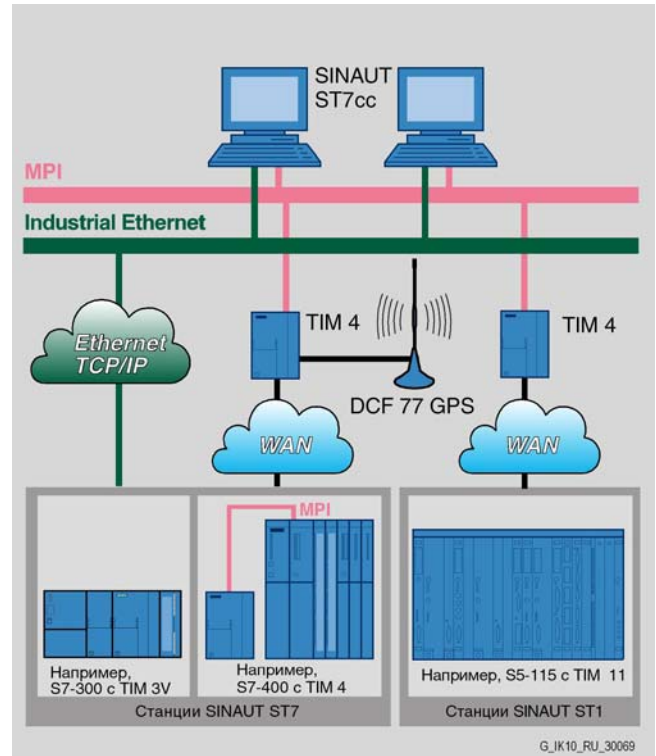 SINAUT
ST7cc
MPI
Industrial Ethernet
Ethernet
TCP/IP
TIM 4
DCF 77 GPS
TIM 4
WAN
WAN
MPI
Например,
S7-300 с TIM 3V
Например,
S7-400 с TIM 4
Например, S5-115 с TIM 11
Станции SINAUT ST7
Станции SINAUT ST1
G_IK10_RU_30069